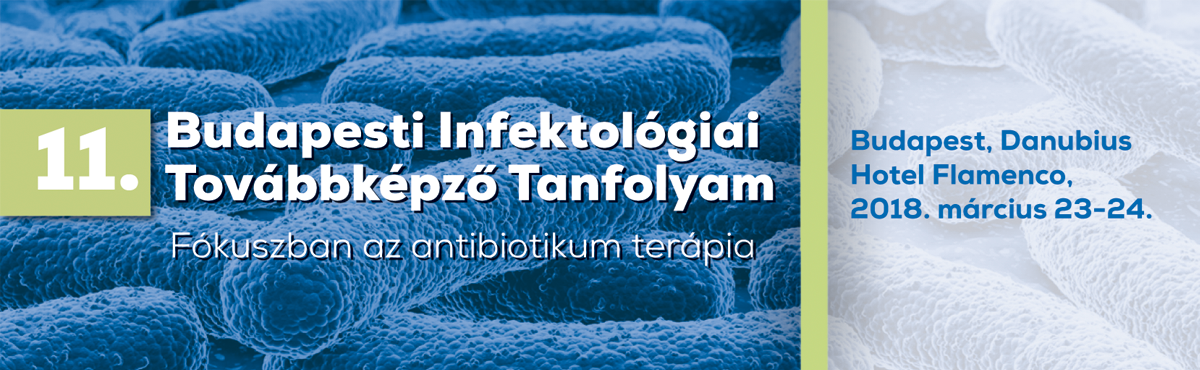 11.
Budapesti Infektológiai
Továbbképző Tanfolyam
Fókuszban az antibiotikum terápia
Budapest, Danubius
Hotel Flamenco,
2018. március 23-24.